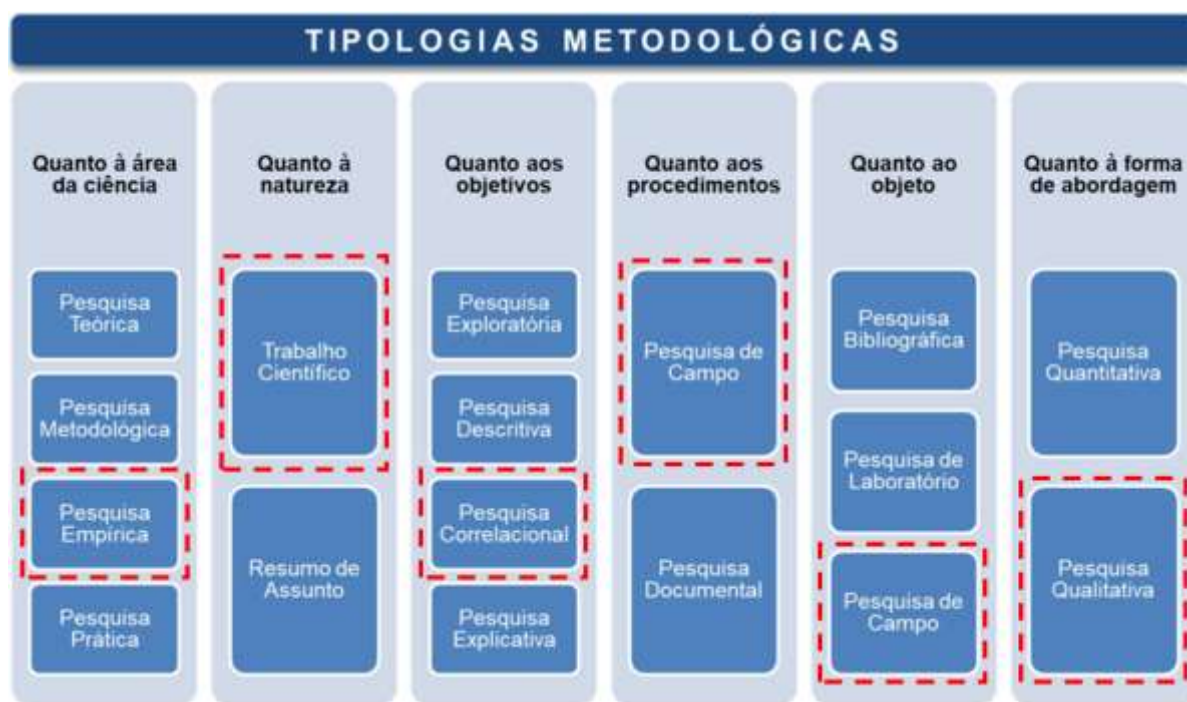 TIPOLOGIAS METODOLÓGICAS
Quanto à área
da ciência
Pesquisa
Teórica
Pesquisa
Metodológica
Pesquisa
Empírica
Pesquisa
Prática
Quanto à
natureza
Trabalho
Científico
Resumo de
Assunto
Quanto aos
objetivos
Pesquisa
Exploratória
Pesquisa
Descritiva
Pesquisa
Correlacional
Pesquisa
Explicativa
Quanto aos
procedimentos
Pesquisa de
Campo
Pesquisa
Documental
Quanto ao
objeto
Pesquisa
Bibliográfica
Pesquisa de
Laboratório
Pesquisa de
Campo
Quanto à forma
de abordagem
Pesquisa
Quantitativa
Pesquisa
Qualitativa